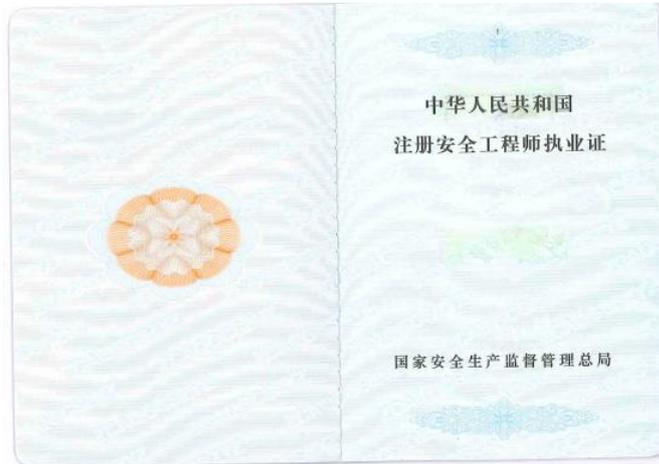 中华人民共和国
注册安全工程师执业证
国家安全生产监督管理总局